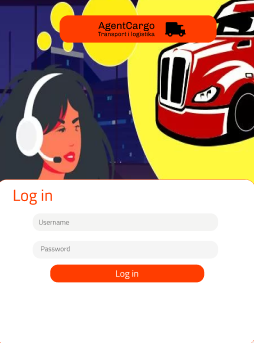 AgentCargo
Transport i logistika
Log in
Username
Password
Log in